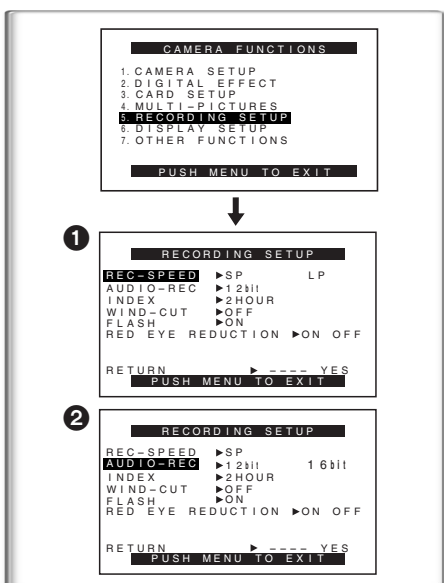 CAMERA FUNCTIONS
1. CAMERA SETUP
2. DIGITAL EFFECT
3. CARD SETUP
4. MULTI-PICTURES
5. RECORDING SETUP
6. DISPLAY SETUP
7. OTHER FUNCTIONS
PUSH MENU TO EXIT
1
RECORDING SETUP
REC-SPEED ►SP LP
AUDIO-REC ►12bit
INDEX ►2HOUR
WIND-CUT ►OFF
FLASH ►ON
RED EYE REDUCTION ►ON OFF
RETURN ► ---- YES
PUSH MENU TO EXIT
2
RECORDING SETUP
REC-SPEED ►SP
AUDIO-REC ►12bit 16bit
INDEX ►2HOUR
WIND-CUT ►OFF
FLASH ►ON
RED EYE REDUCTION ►ON OFF
RETURN ► ---- YES
PUSH MENU TO EXIT